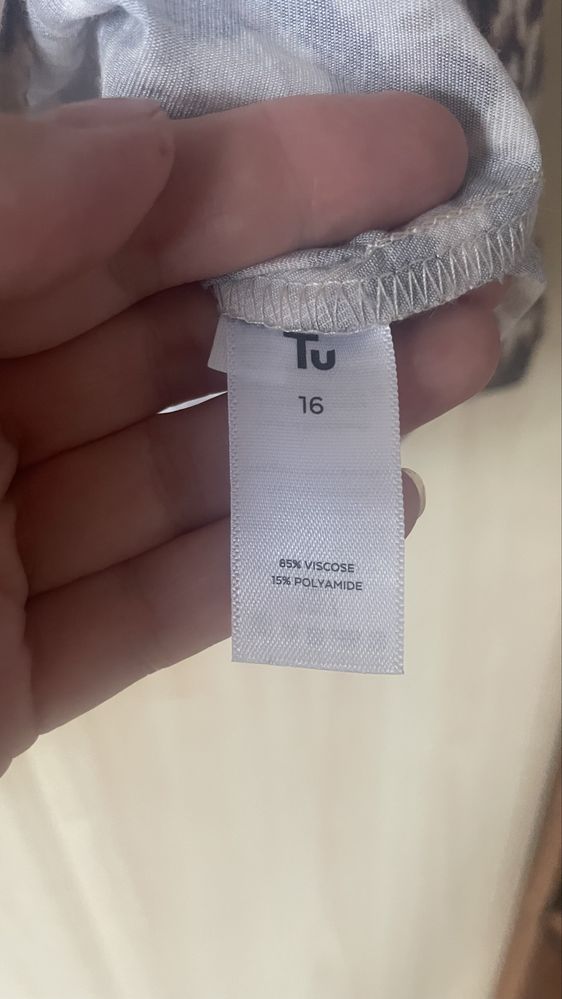 Tu
16
85% VISCOSE
15% POLYAMIDE